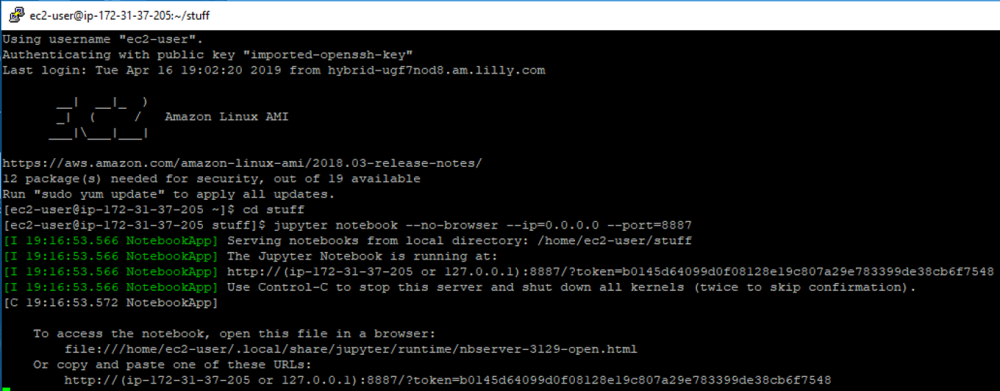 ec2-user@ip-172-31-37-205:~/stuff
Using username "ec2-user".
Authenticating with public key "imported-openssh-key"
Last login: Tue Apr 16 19:02:20 2019 from hybrid-ugf7nod8.am.lilly.com
__|  __|_  )
_|  (     /   Amazon Linux AMI
___|\___|___|
https://aws.amazon.com/amazon-linux-ami/2018.03-release-notes/
12 package(s) needed for security, out of 19 available
Run "sudo yum update" to apply all updates.
[ec2-user@ip-172-31-37-205 ~]$ cd stuff
[ec2-user@ip-172-31-37-205 stuff]$ jupyter notebook --no-browser --ip=0.0.0.0 --port=8887
[I 19:16:53.566 NotebookApp] Serving notebooks from local directory: /home/ec2-user/stuff
[I 19:16:53.566 NotebookApp] The Jupyter Notebook is running at:
[I 19:16:53.566 NotebookApp] http://(ip-172-31-37-205 or 127.0.0.1):8887/?token=b0145d64099d0f08128e19c807a29e783399de38cb6f7548
[I 19:16:53.566 NotebookApp] Use Control-C to stop this server and shut down all kernels (twice to skip confirmation).
[C 19:16:53.572 NotebookApp]
To access the notebook, open this file in a browser:
file:///home/ec2-user/.local/share/jupyter/runtime/nbserver-3129-open.html
Or copy and paste one of these URLs:
http://(ip-172-31-37-205 or 127.0.0.1):8887/?token=b0145d64099d0f08128e19c807a29e783399de38cb6f7548